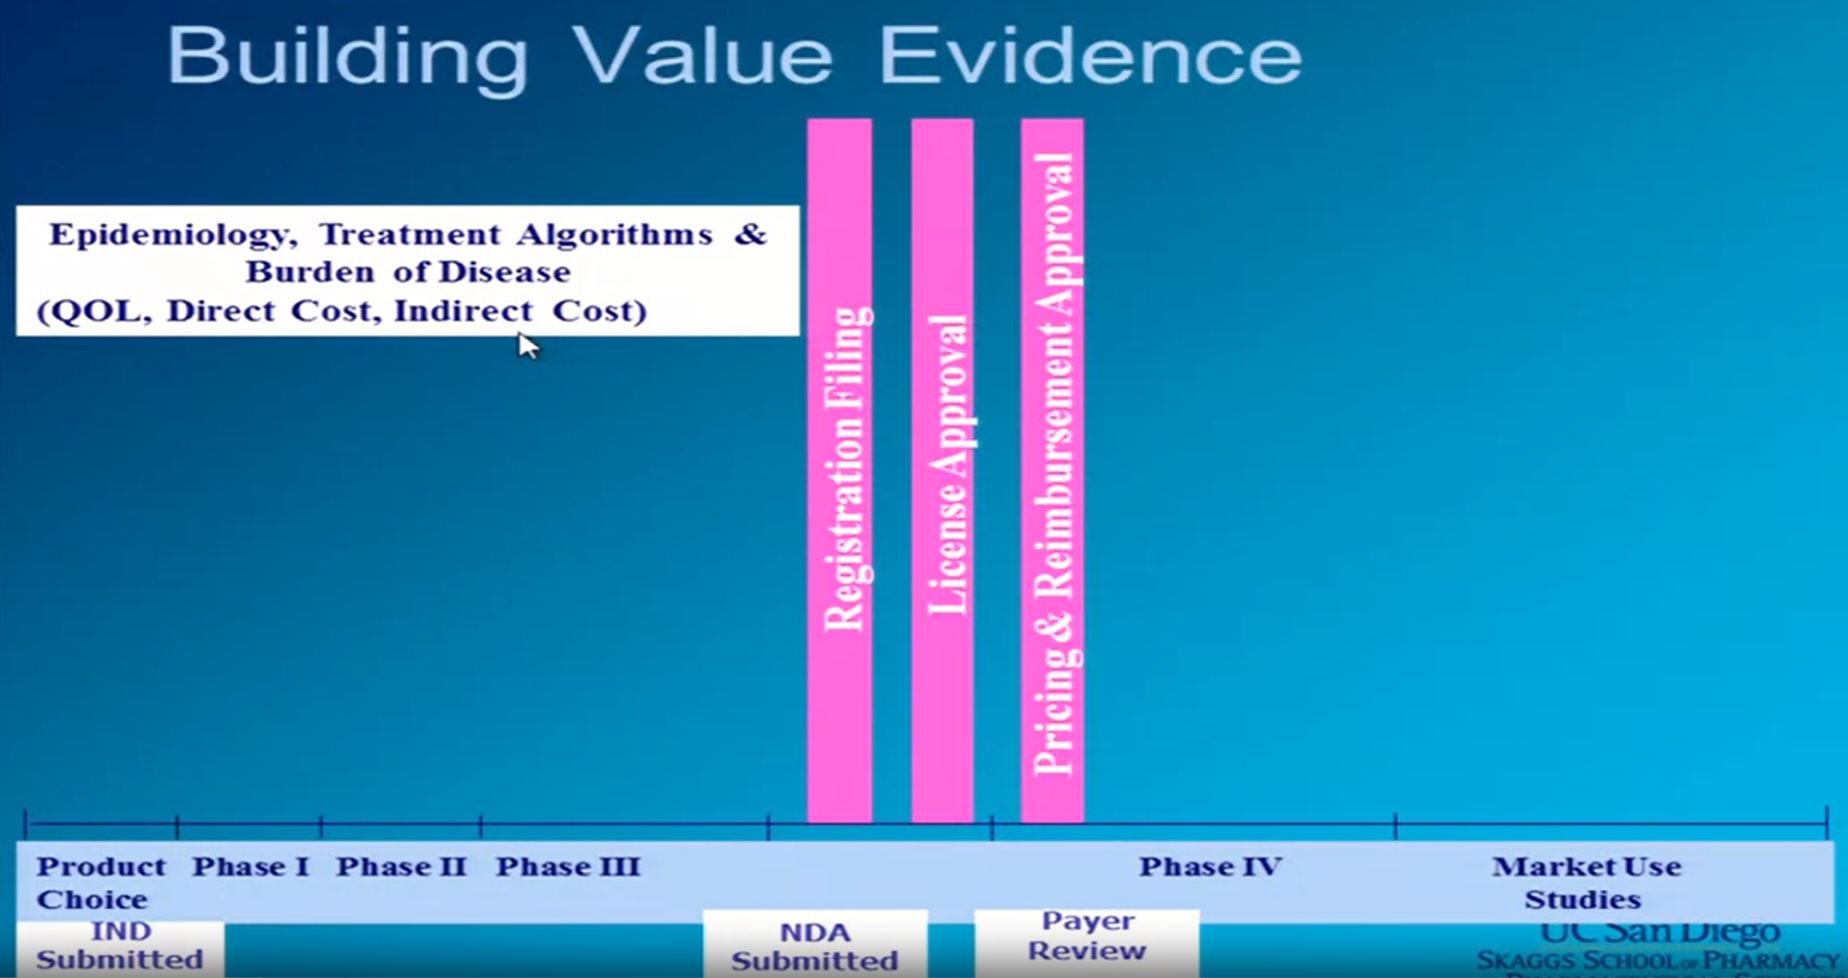 Building Value Evidence
Epidemiology, Treatment Algorithms &
Burden of Disease
(QOL, Direct Cost, Indirect Cost)
Registration Filing
License Approval
Pricing & Reimbursement Approval
Product
Choice
Phase I
Phase II
Phase III
Phase IV
Market Use
Studies
IND
Submitted
NDA
Submitted
Payer
Review
UC San Diego
SKAGGS SCHOOL OF PHARMACY